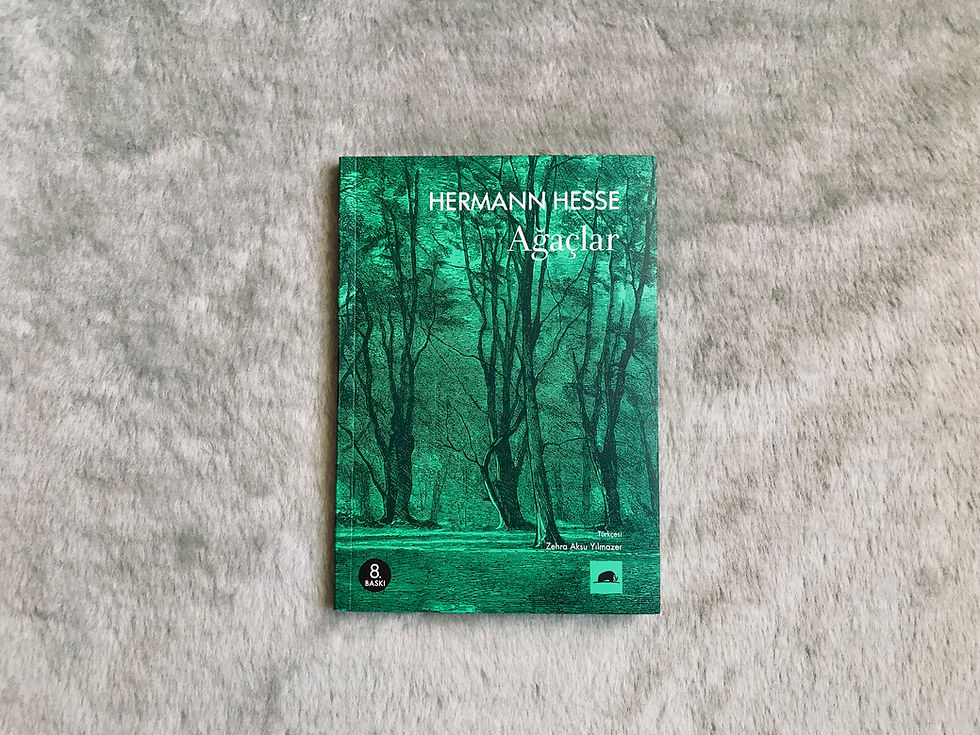 HERMANN HESSE
Ağaçlar
Türkçesi
Zehra Aksu Yılmazer
8.
BASKI